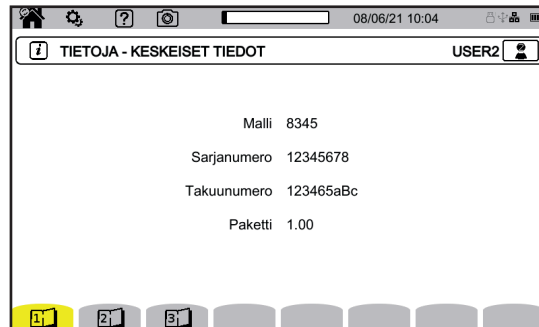 ? 08/06/21 10:04
i TIETOJA - KESKEISET TIEDOT USER2
Malli 8345
Sarjanumero 12345678
Takuunumero 123465aBc
Paketti 1.00
1 2 3